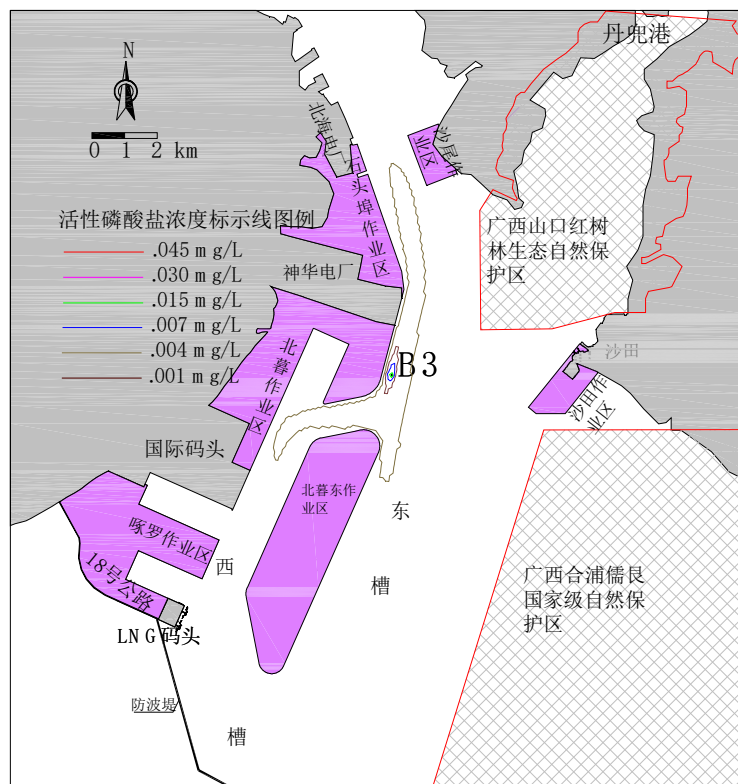 丹兜港
N
0 1 2 km
北海电厂
石头埠作业区
沙尾作
业区
活性磷酸盐浓度标示线图例
.045 mg/L
.030 mg/L
.015 mg/L
.007 mg/L
.004 mg/L
.001 mg/L
广西山口红树
林生态自然保
护区
神华电厂
B3
沙田
沙田作
业区
北暮作业区
国际码头
北暮东作
业区
东
槽
啄罗作业区
西
18号公路
LNG码头
广西合浦儒艮
国家级自然保
护区
防波堤
槽